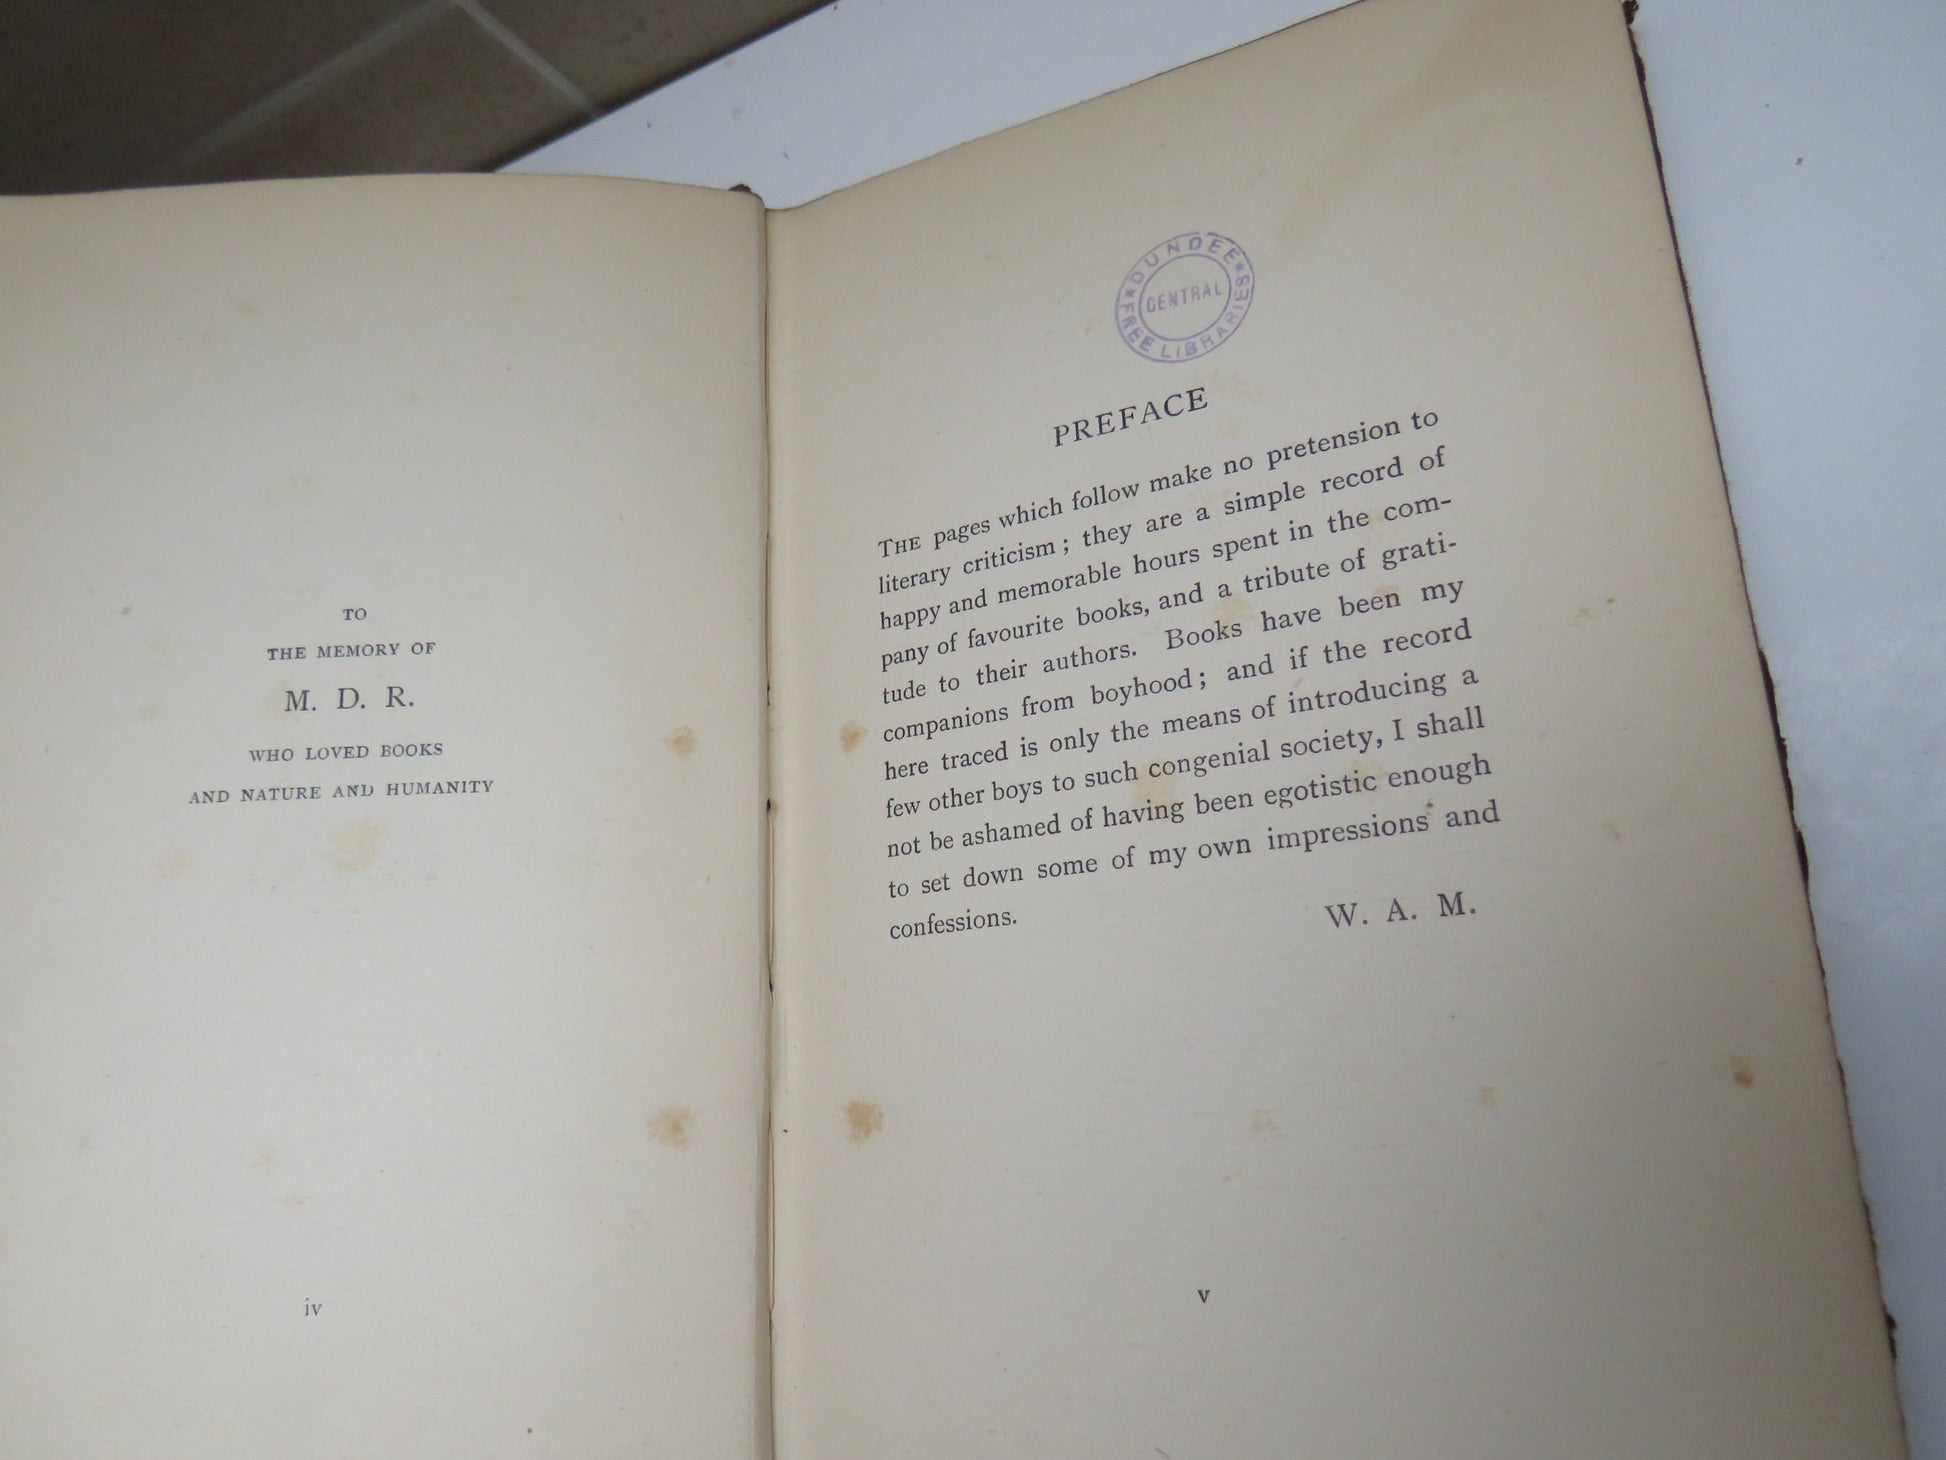 TO
THE MEMORY OF
M. D. R.
WHO LOVED BOOKS
AND NATURE AND HUMANITY
iv
DUNDEE
CENTRAL
FREE LIBRARIES
PREFACE
THE pages which follow make no pretension to
literary criticism; they are a simple record of
happy and memorable hours spent in the com-
pany of favourite books, and a tribute of grati-
tude to their authors. Books have been my
companions from boyhood; and if the record
here traced is only the means of introducing a
few other boys to such congenial society, I shall
not be ashamed of having been egotistic enough
to set down some of my own impressions and
confessions.
W. A. M.
v